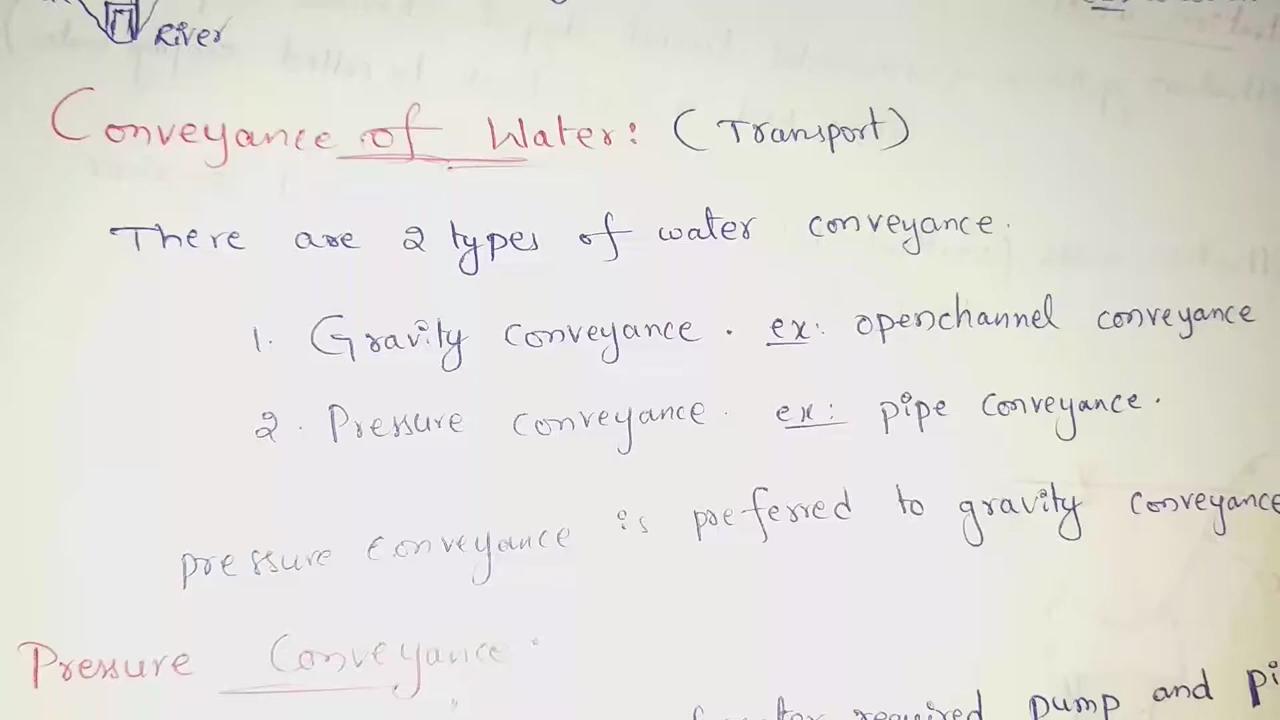 River
Conveyance of Water: (Transport)
There are 2 types of water conveyance.
1. Gravity conveyance. ex: openchannel conveyance
2. Pressure conveyance. ex: pipe conveyance.
pressure conveyance is preferred to gravity conveyance
Pressure Conveyance:
required pump and